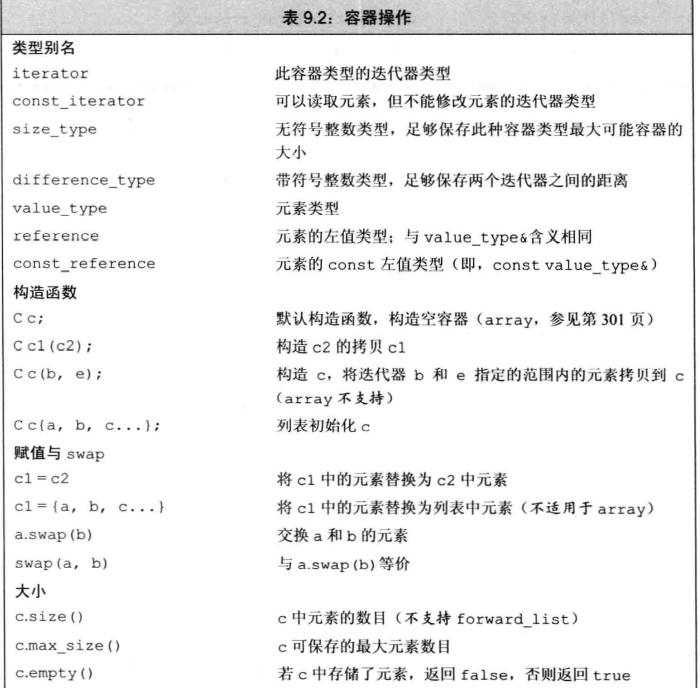 表 9.2：容器操作
类型别名
iterator 此容器类型的迭代器类型
const_iterator 可以读取元素，但不能修改元素的迭代器类型
size_type 无符号整数类型，足够保存此种容器类型最大可能容器的
大小
difference_type 带符号整数类型，足够保存两个迭代器之间的距离
value_type 元素类型
reference 元素的左值类型；与 value_type&含义相同
const_reference 元素的 const 左值类型（即，const value_type&）
构造函数
C c; 默认构造函数，构造空容器（array，参见第 301 页）
C c1(c2); 构造 c2 的拷贝 c1
C c(b, e); 构造 c，将迭代器 b 和 e 指定的范围内的元素拷贝到 c
（array 不支持）
C c{a, b, c...}; 列表初始化 c
赋值与 swap
c1=c2 将 c1 中的元素替换为 c2 中元素
c1={a, b, c...} 将 c1 中的元素替换为列表中元素（不适用于 array）
a.swap(b) 交换 a 和 b 的元素
swap(a, b) 与 a.swap(b)等价
大小
c.size() c 中元素的数目（不支持 forward_list）
c.max_size() c 可保存的最大元素数目
c.empty() 若 c 中存储了元素，返回 false，否则返回 true